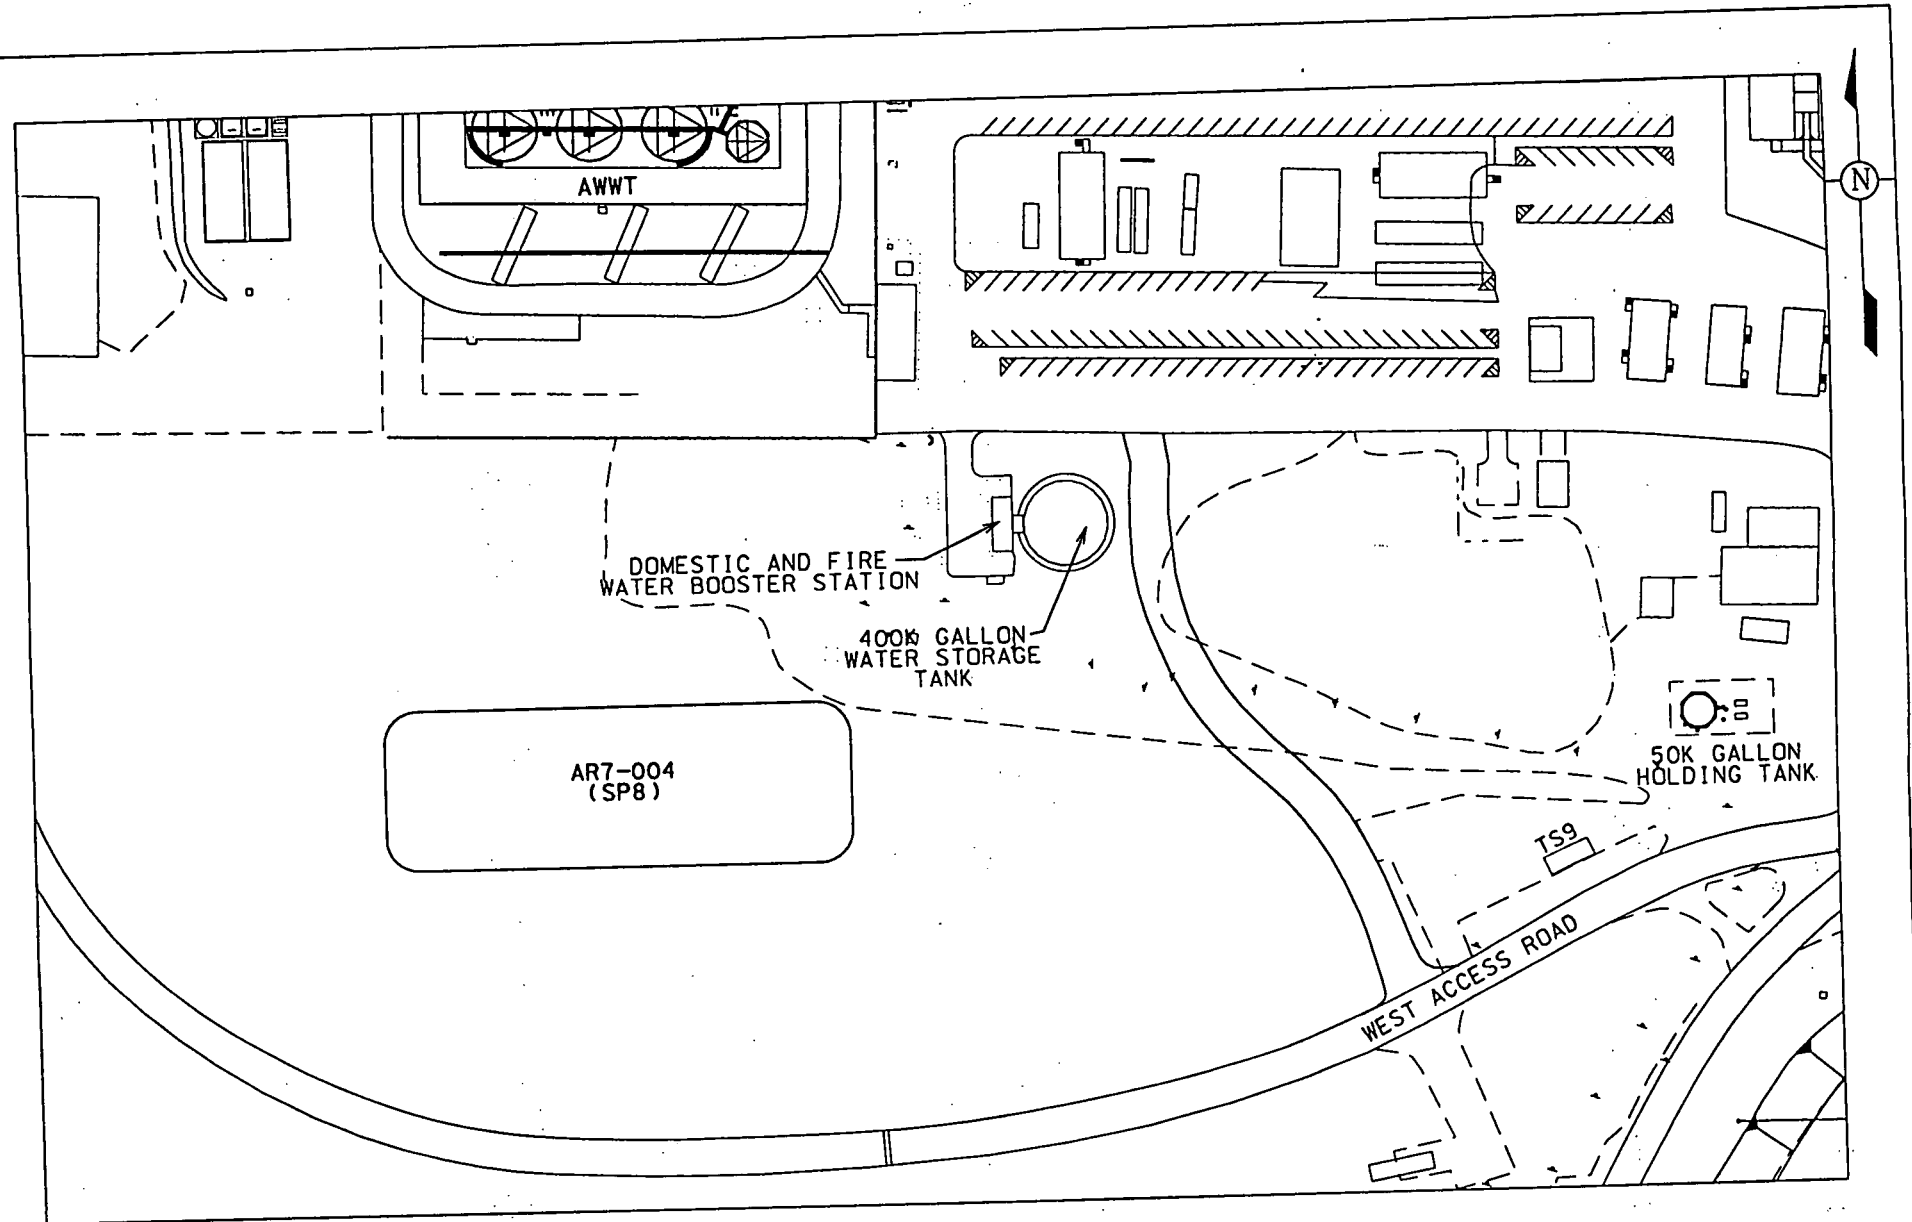 AWWT
N
DOMESTIC AND FIRE
WATER BOOSTER STATION
400K GALLON
WATER STORAGE
TANK
AR7-004
(SP8)
50K GALLON
HOLDING TANK
TS9
WEST ACCESS ROAD